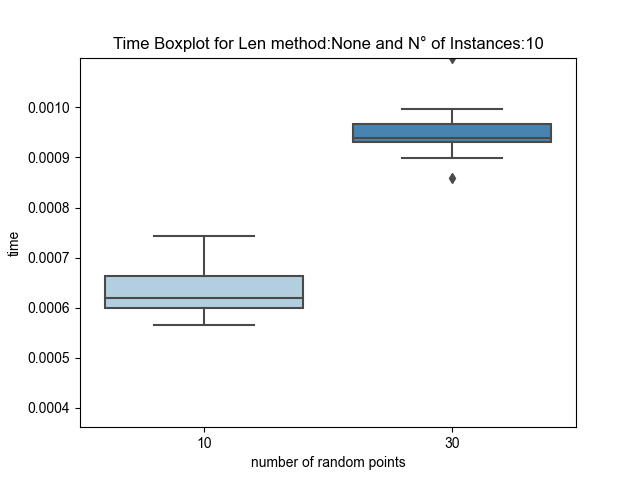 Time Boxplot for Len method:None and N° of Instances:10
0.0010
0.0009
0.0008
0.0007
0.0006
0.0005
0.0004
time
10 30
number of random points